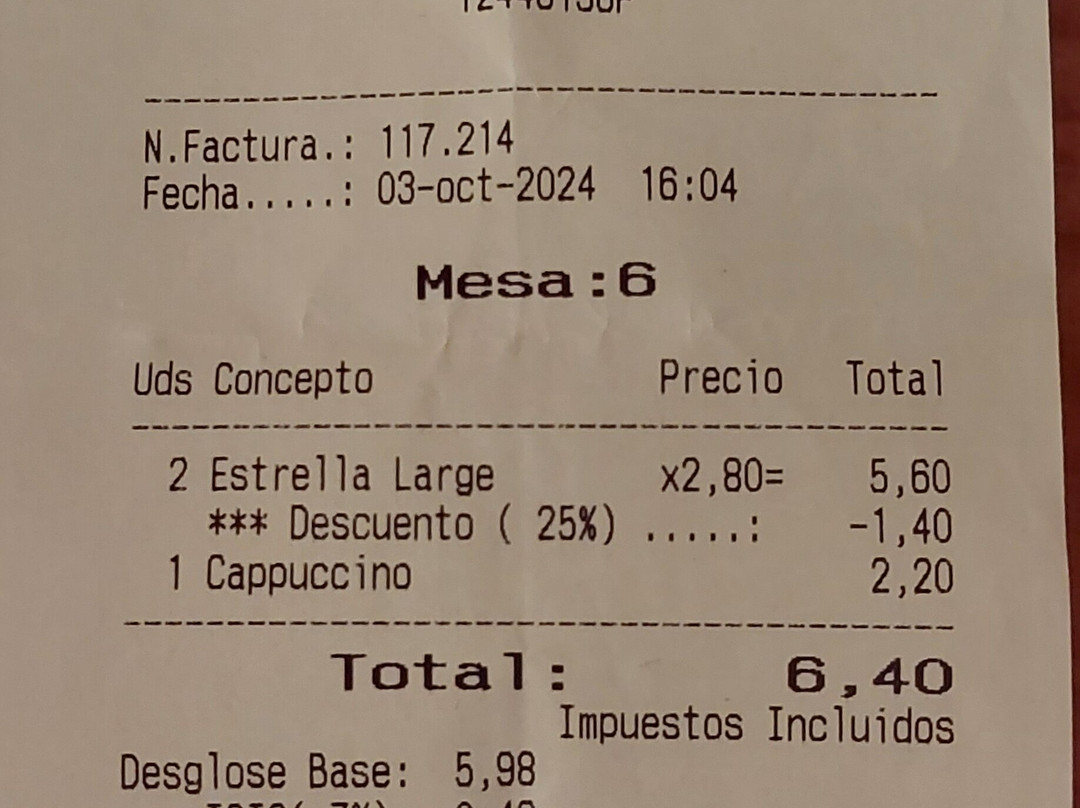 N.Factura.: 117.214
Fecha.....: 03-oct-2024 16:04
Mesa:6
Uds Concepto Precio Total
2 Estrella Large x2,80= 5,60
*** Descuento ( 25%) .....: -1,40
1 Cappuccino 2,20
Total: 6,40
Impuestos Incluidos
Desglose Base: 5,98